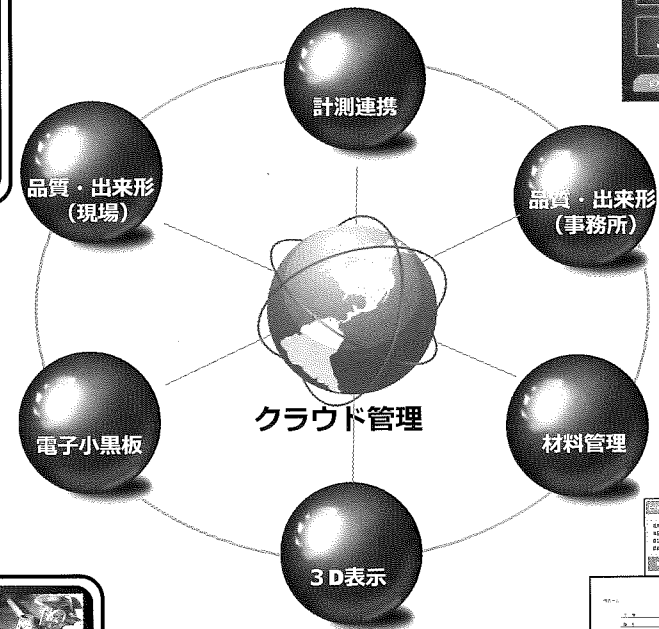 計測連携
品質・出来形
（現場）
品質・出来形
（事務所）
クラウド管理
電子小黒板
材料管理
３D表示